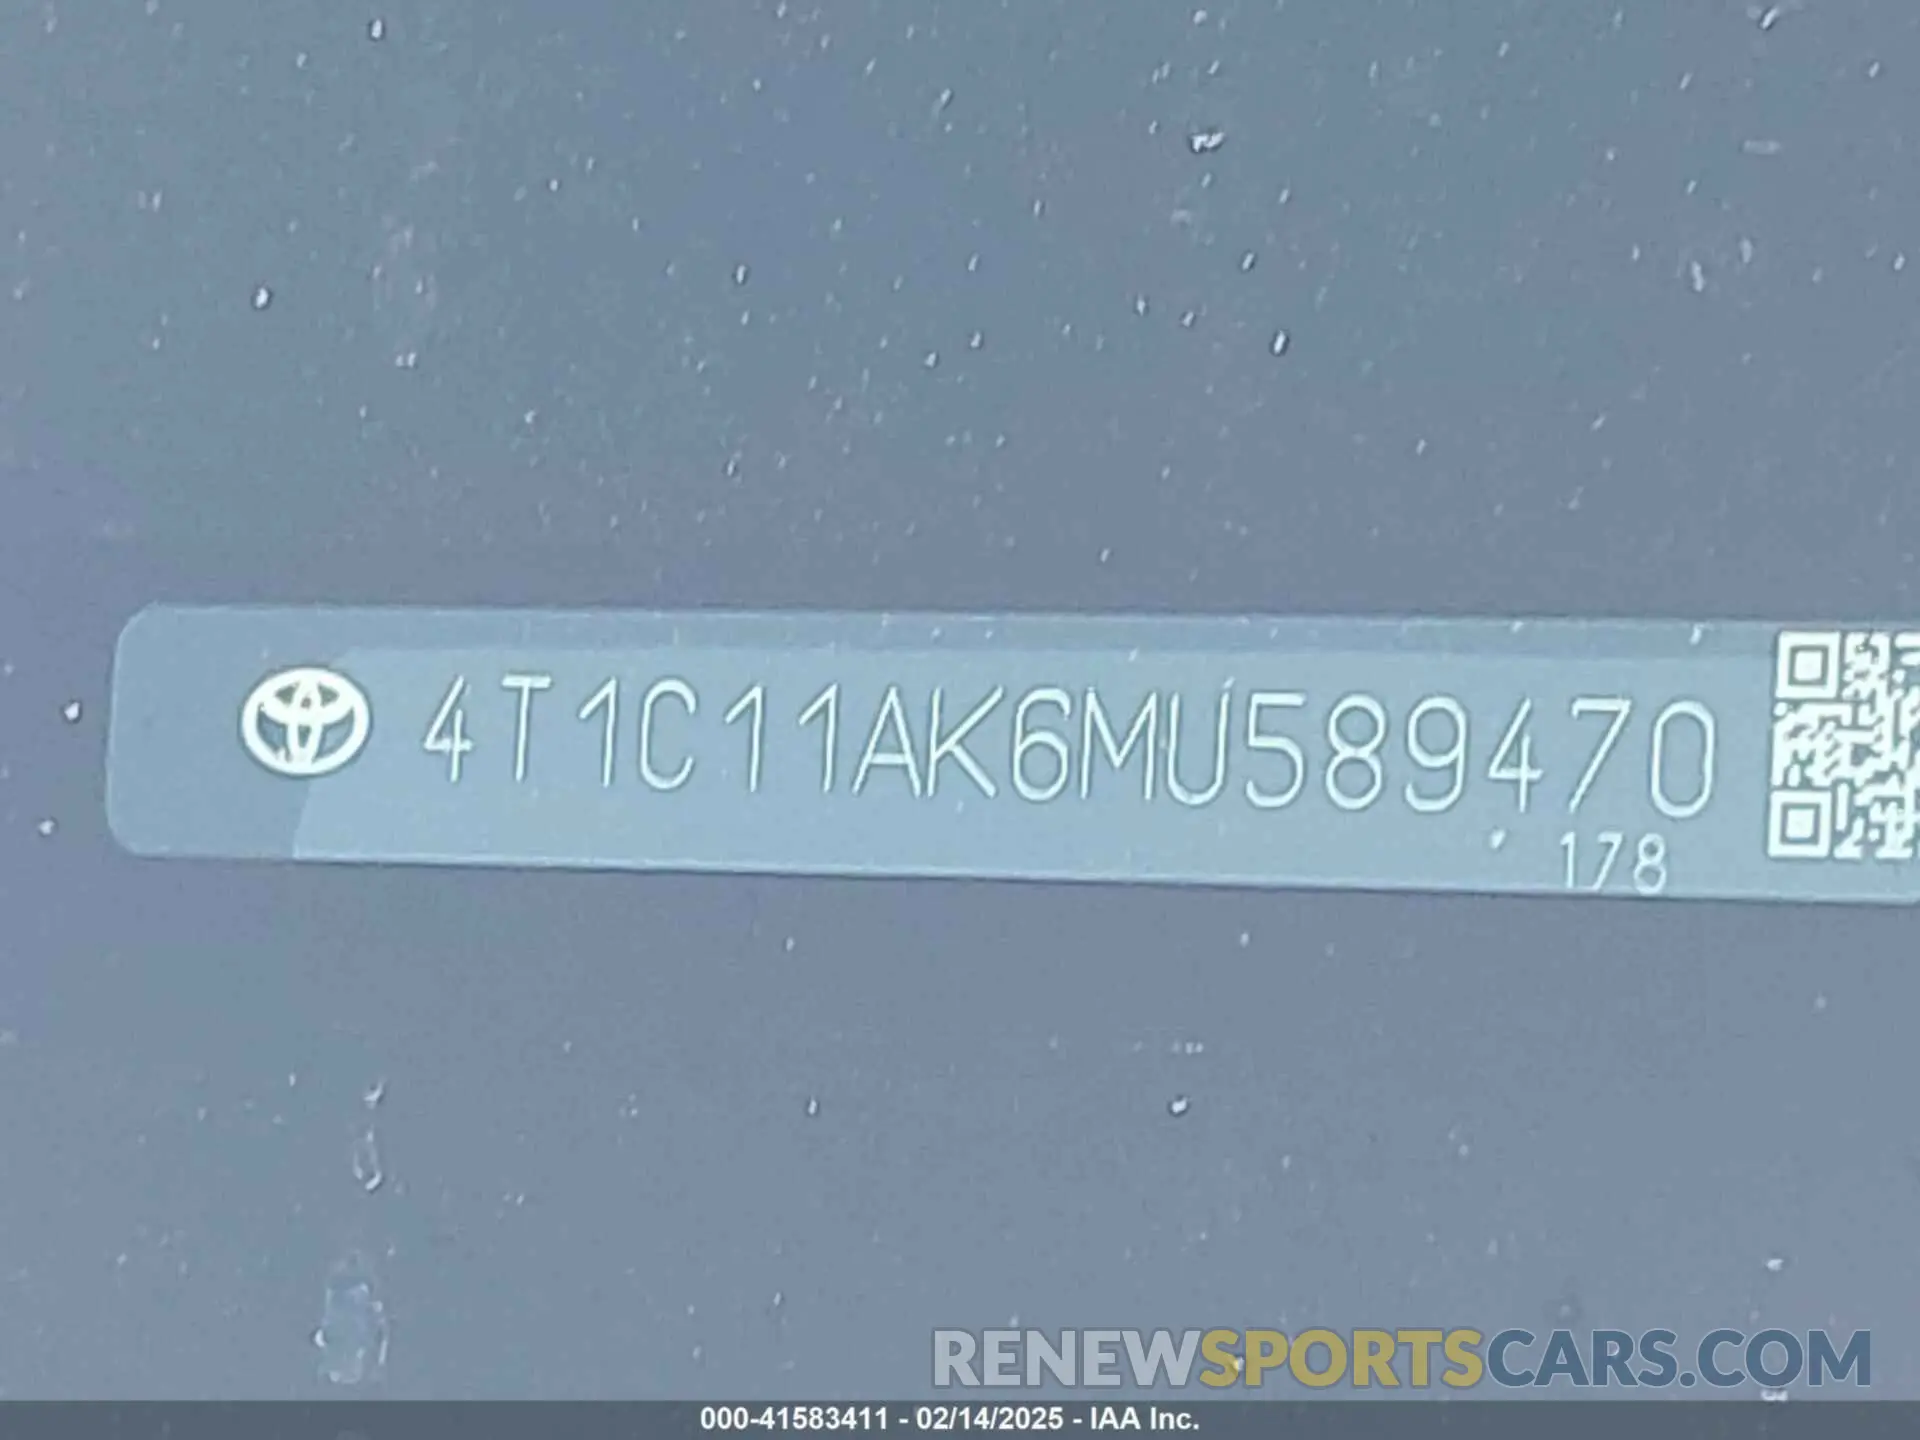 4T1C11AK6MU589470
178
RENEWSPORTSCARS.COM
000-41583411 - 02/14/2025 - IAA Inc.